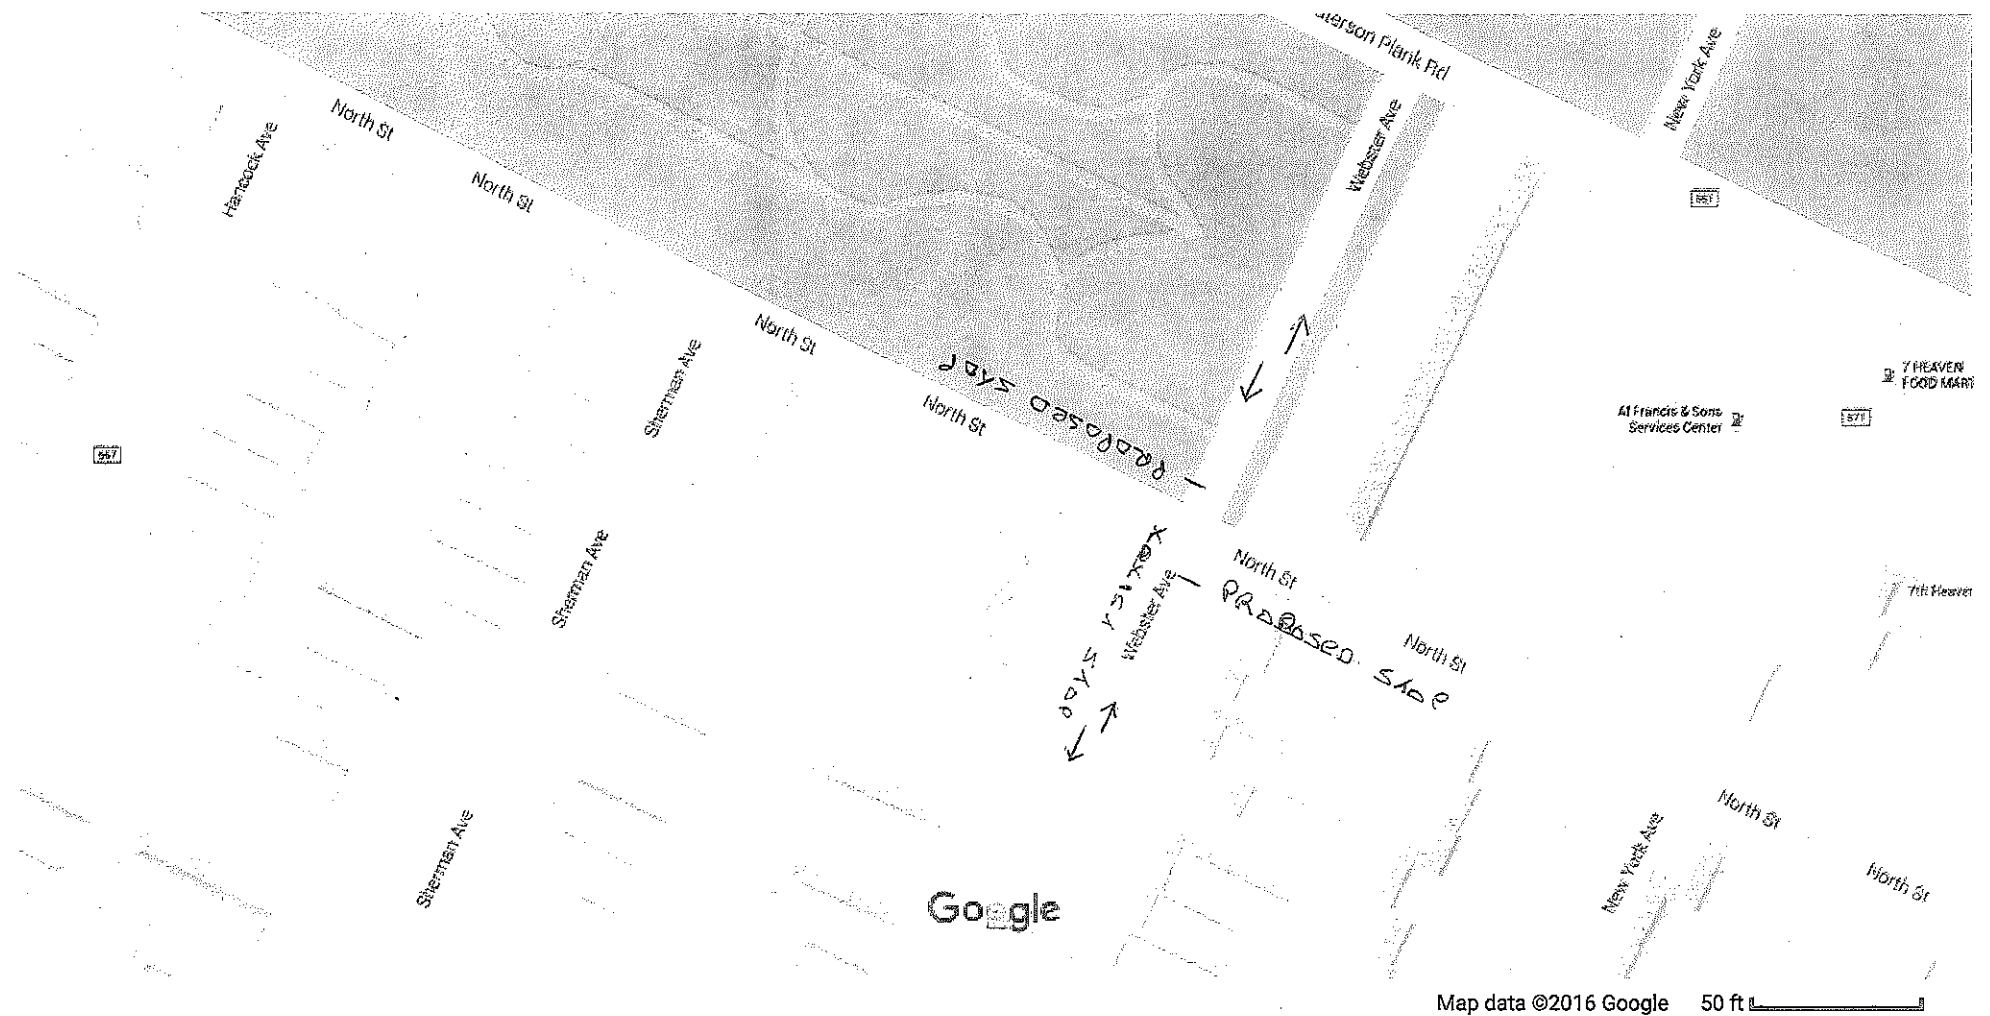 Paterson Plank Rd
New York Ave
North St
Hancock Ave
Webster Ave
North St
667
North St
Sherman Ave
7 HEAVEN
FOOD MART
PROPOSED STOP
North St
Al Francis & Sons
Services Center
677
667
North St
Sherman Ave
Webster Ave
7th Heaven
PROPOSED STOP
North St
North St
New York Ave
North St
Sherman Ave
Google
Map data ©2016 Google
50 ft